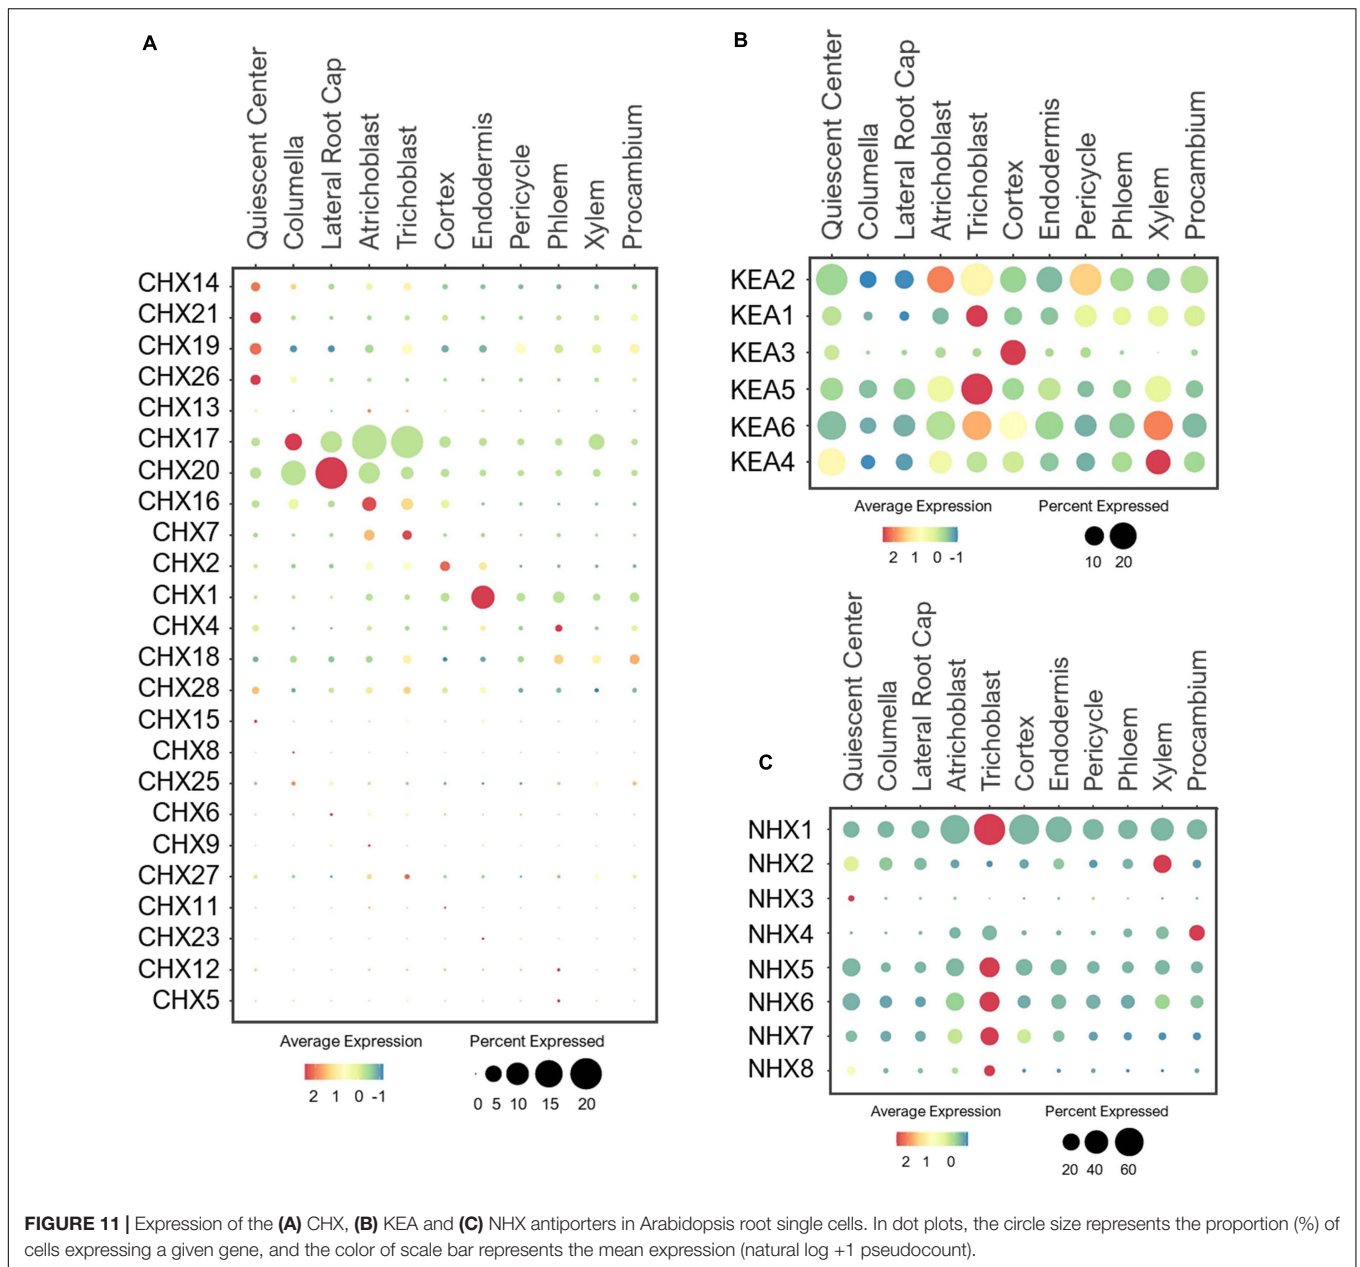 A
Quiescent Center
Columella
Lateral Root Cap
Atrichoblast
Trichoblast
Cortex
Endodermis
Pericycle
Phloem
Xylem
Procambium
CHX14
CHX21
CHX19
CHX26
CHX13
CHX17
CHX20
CHX16
CHX7
CHX2
CHX1
CHX4
CHX18
CHX28
CHX15
CHX8
CHX25
CHX6
CHX9
CHX27
CHX11
CHX23
CHX12
CHX5
Average Expression
2 1 0 -1
Percent Expressed
0 5 10 15 20
B
Quiescent Center
Columella
Lateral Root Cap
Atrichoblast
Trichoblast
Cortex
Endodermis
Pericycle
Phloem
Xylem
Procambium
KEA2
KEA1
KEA3
KEA5
KEA6
KEA4
Average Expression
2 1 0 -1
Percent Expressed
10 20
C
Quiescent Center
Columella
Lateral Root Cap
Atrichoblast
Trichoblast
Cortex
Endodermis
Pericycle
Phloem
Xylem
Procambium
NHX1
NHX2
NHX3
NHX4
NHX5
NHX6
NHX7
NHX8
Average Expression
2 1 0
Percent Expressed
20 40 60
FIGURE 11 | Expression of the (A) CHX, (B) KEA and (C) NHX antiporters in Arabidopsis root single cells. In dot plots, the circle size represents the proportion (%) of
cells expressing a given gene, and the color of scale bar represents the mean expression (natural log +1 pseudocount).